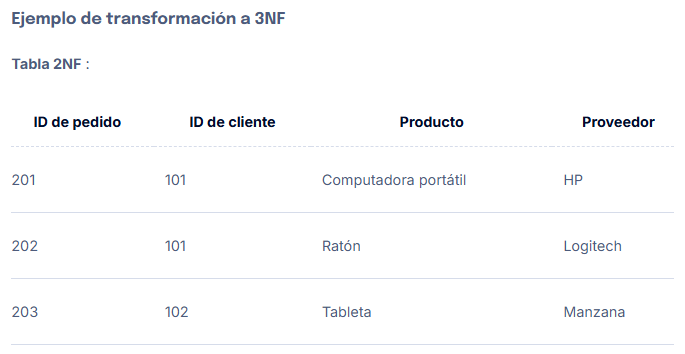 Ejemplo de transformación a 3NF
Tabla 2NF :
ID de pedido ID de cliente Producto Proveedor
201 101 Computadora portátil HP
202 101 Ratón Logitech
203 102 Tableta Manzana